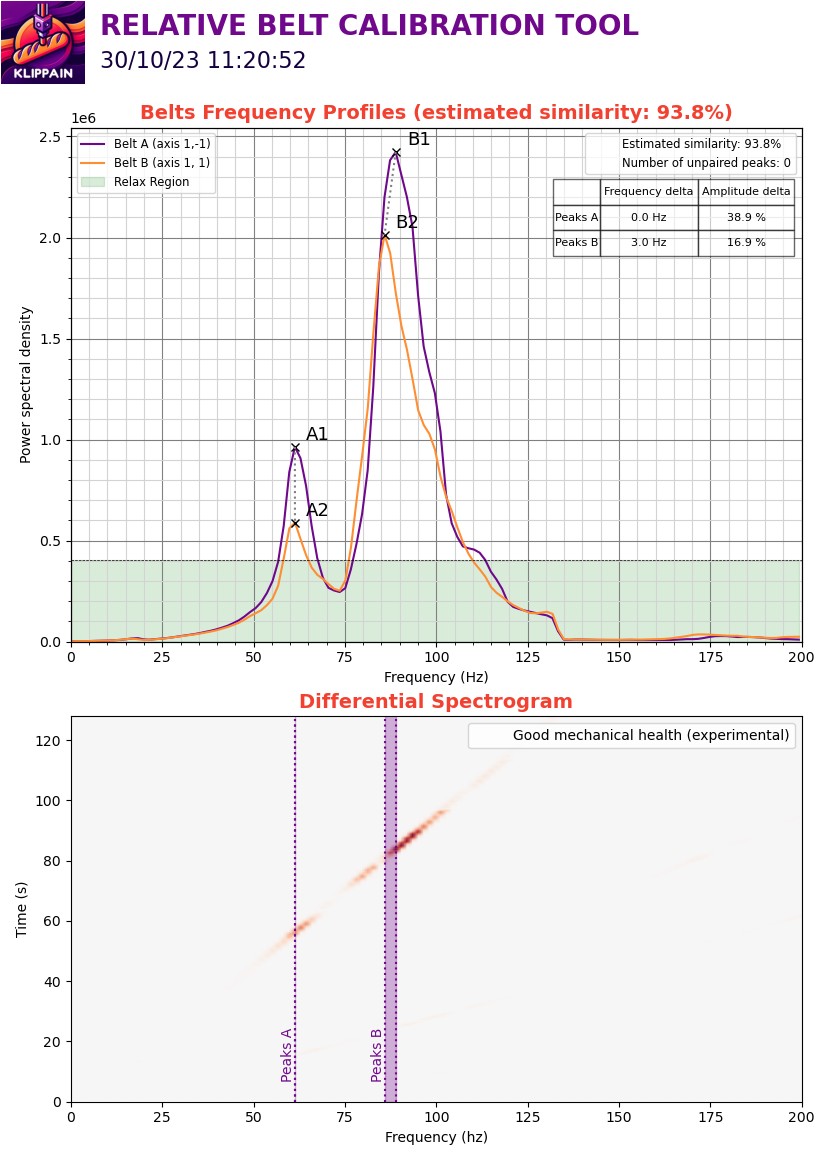 RELATIVE BELT CALIBRATION TOOL
30/10/23 11:20:52
KLIPPAIN
Belts Frequency Profiles (estimated similarity: 93.8%)
1e6
Belt A (axis 1,-1)
Belt B (axis 1, 1)
Relax Region
Estimated similarity: 93.8%
Number of unpaired peaks: 0
Frequency delta Amplitude delta
Peaks A 0.0 Hz 38.9 %
Peaks B 3.0 Hz 16.9 %
B1
B2
A1
A2
Power spectral density
2.5
2.0
1.5
1.0
0.5
0.0
0 25 50 75 100 125 150 175 200
Frequency (Hz)
Differential Spectrogram
Good mechanical health (experimental)
Time (s)
120
100
80
60
40
20
0
Peaks A
Peaks B
0 25 50 75 100 125 150 175 200
Frequency (hz)